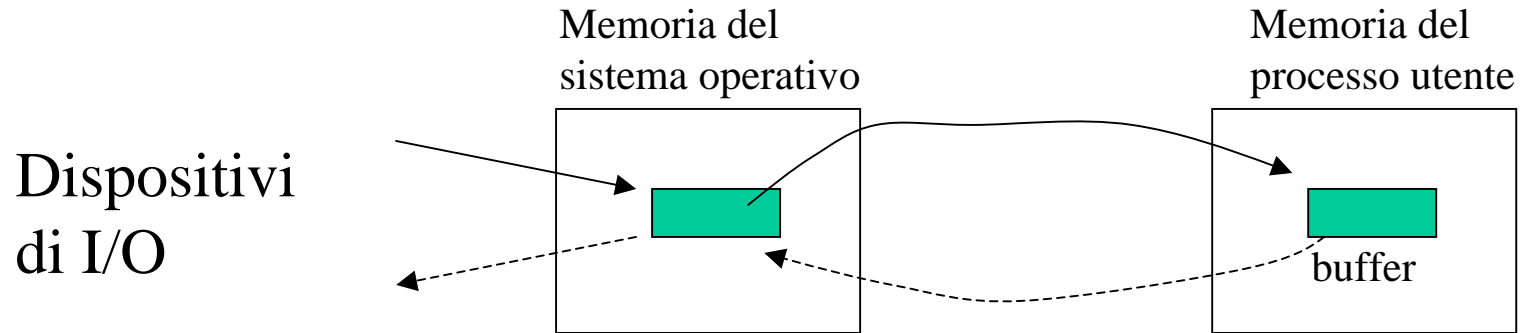 Memoria del
sistema operativo
Memoria del
processo utente
Dispositivi
di I/O
buffer